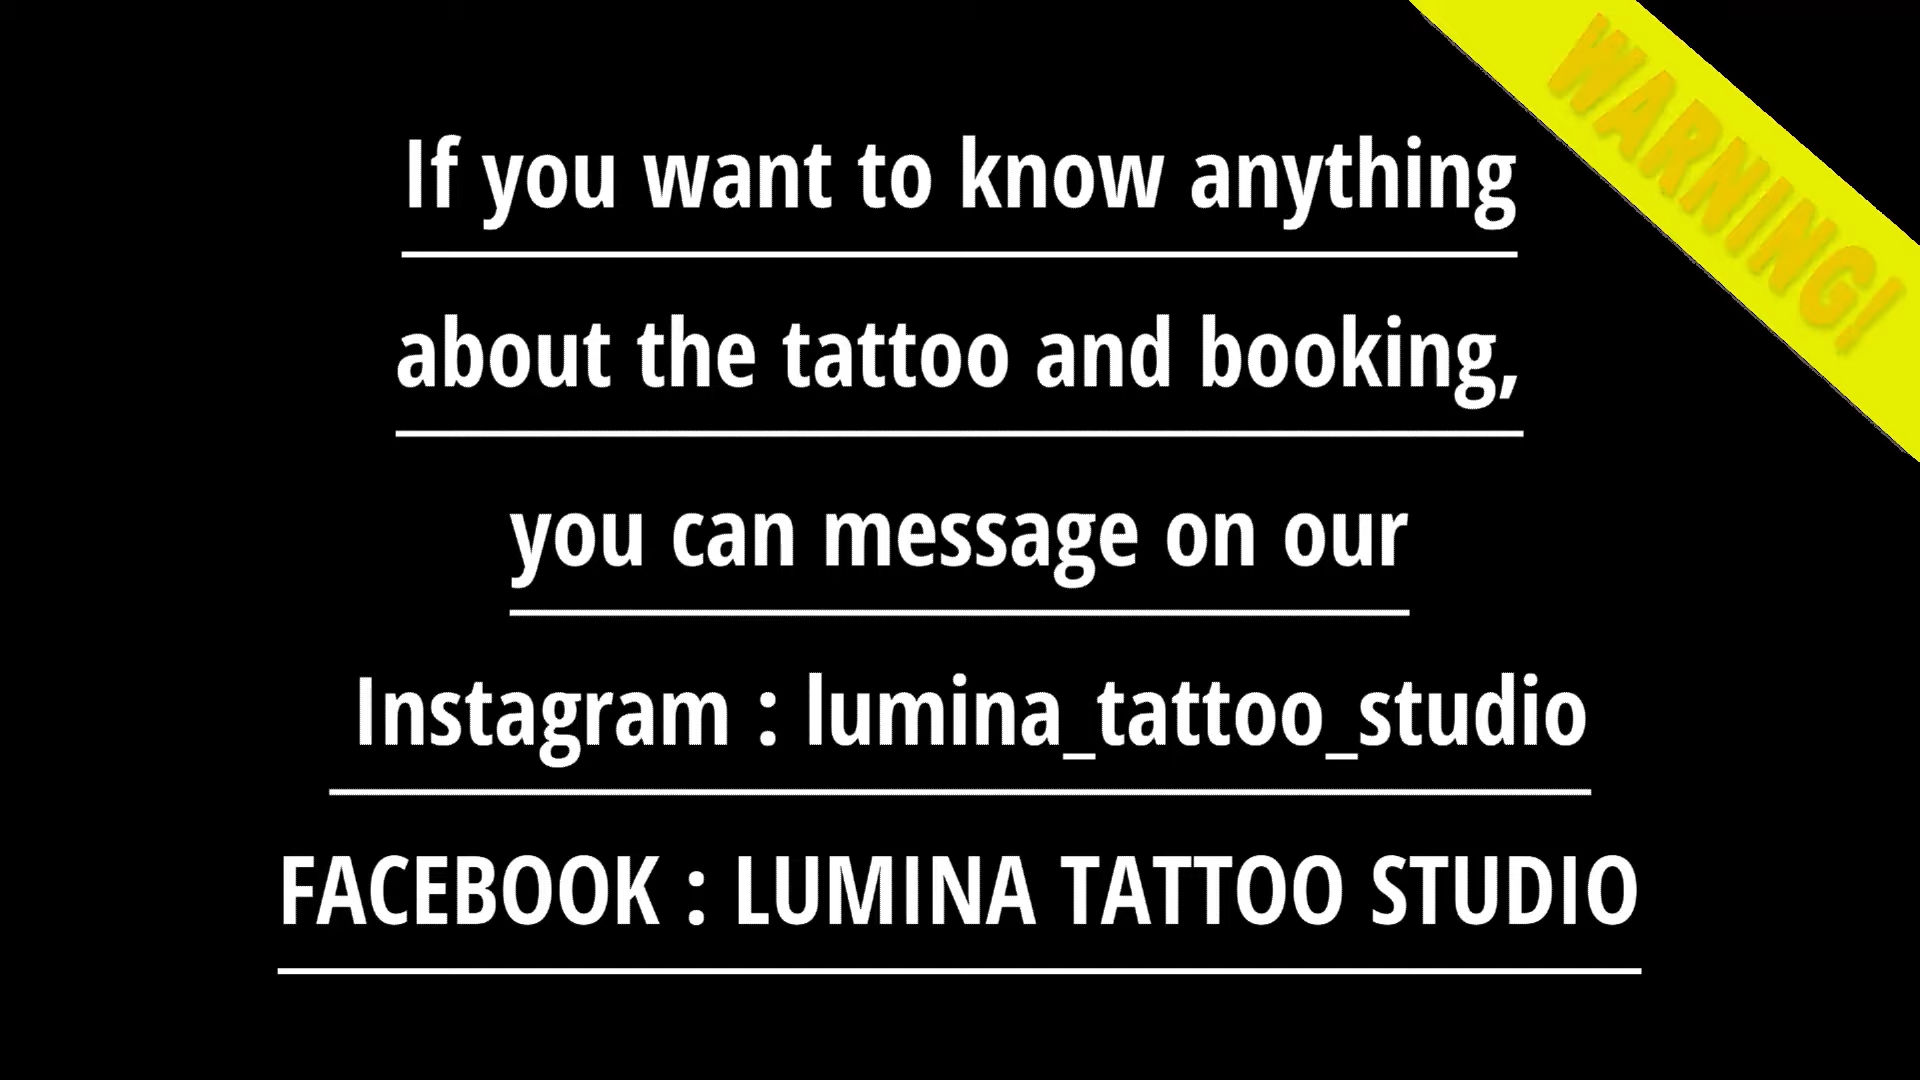 WARNING!
If you want to know anything
about the tattoo and booking,
you can message on our
Instagram : lumina_tattoo_studio
FACEBOOK : LUMINA TATTOO STUDIO